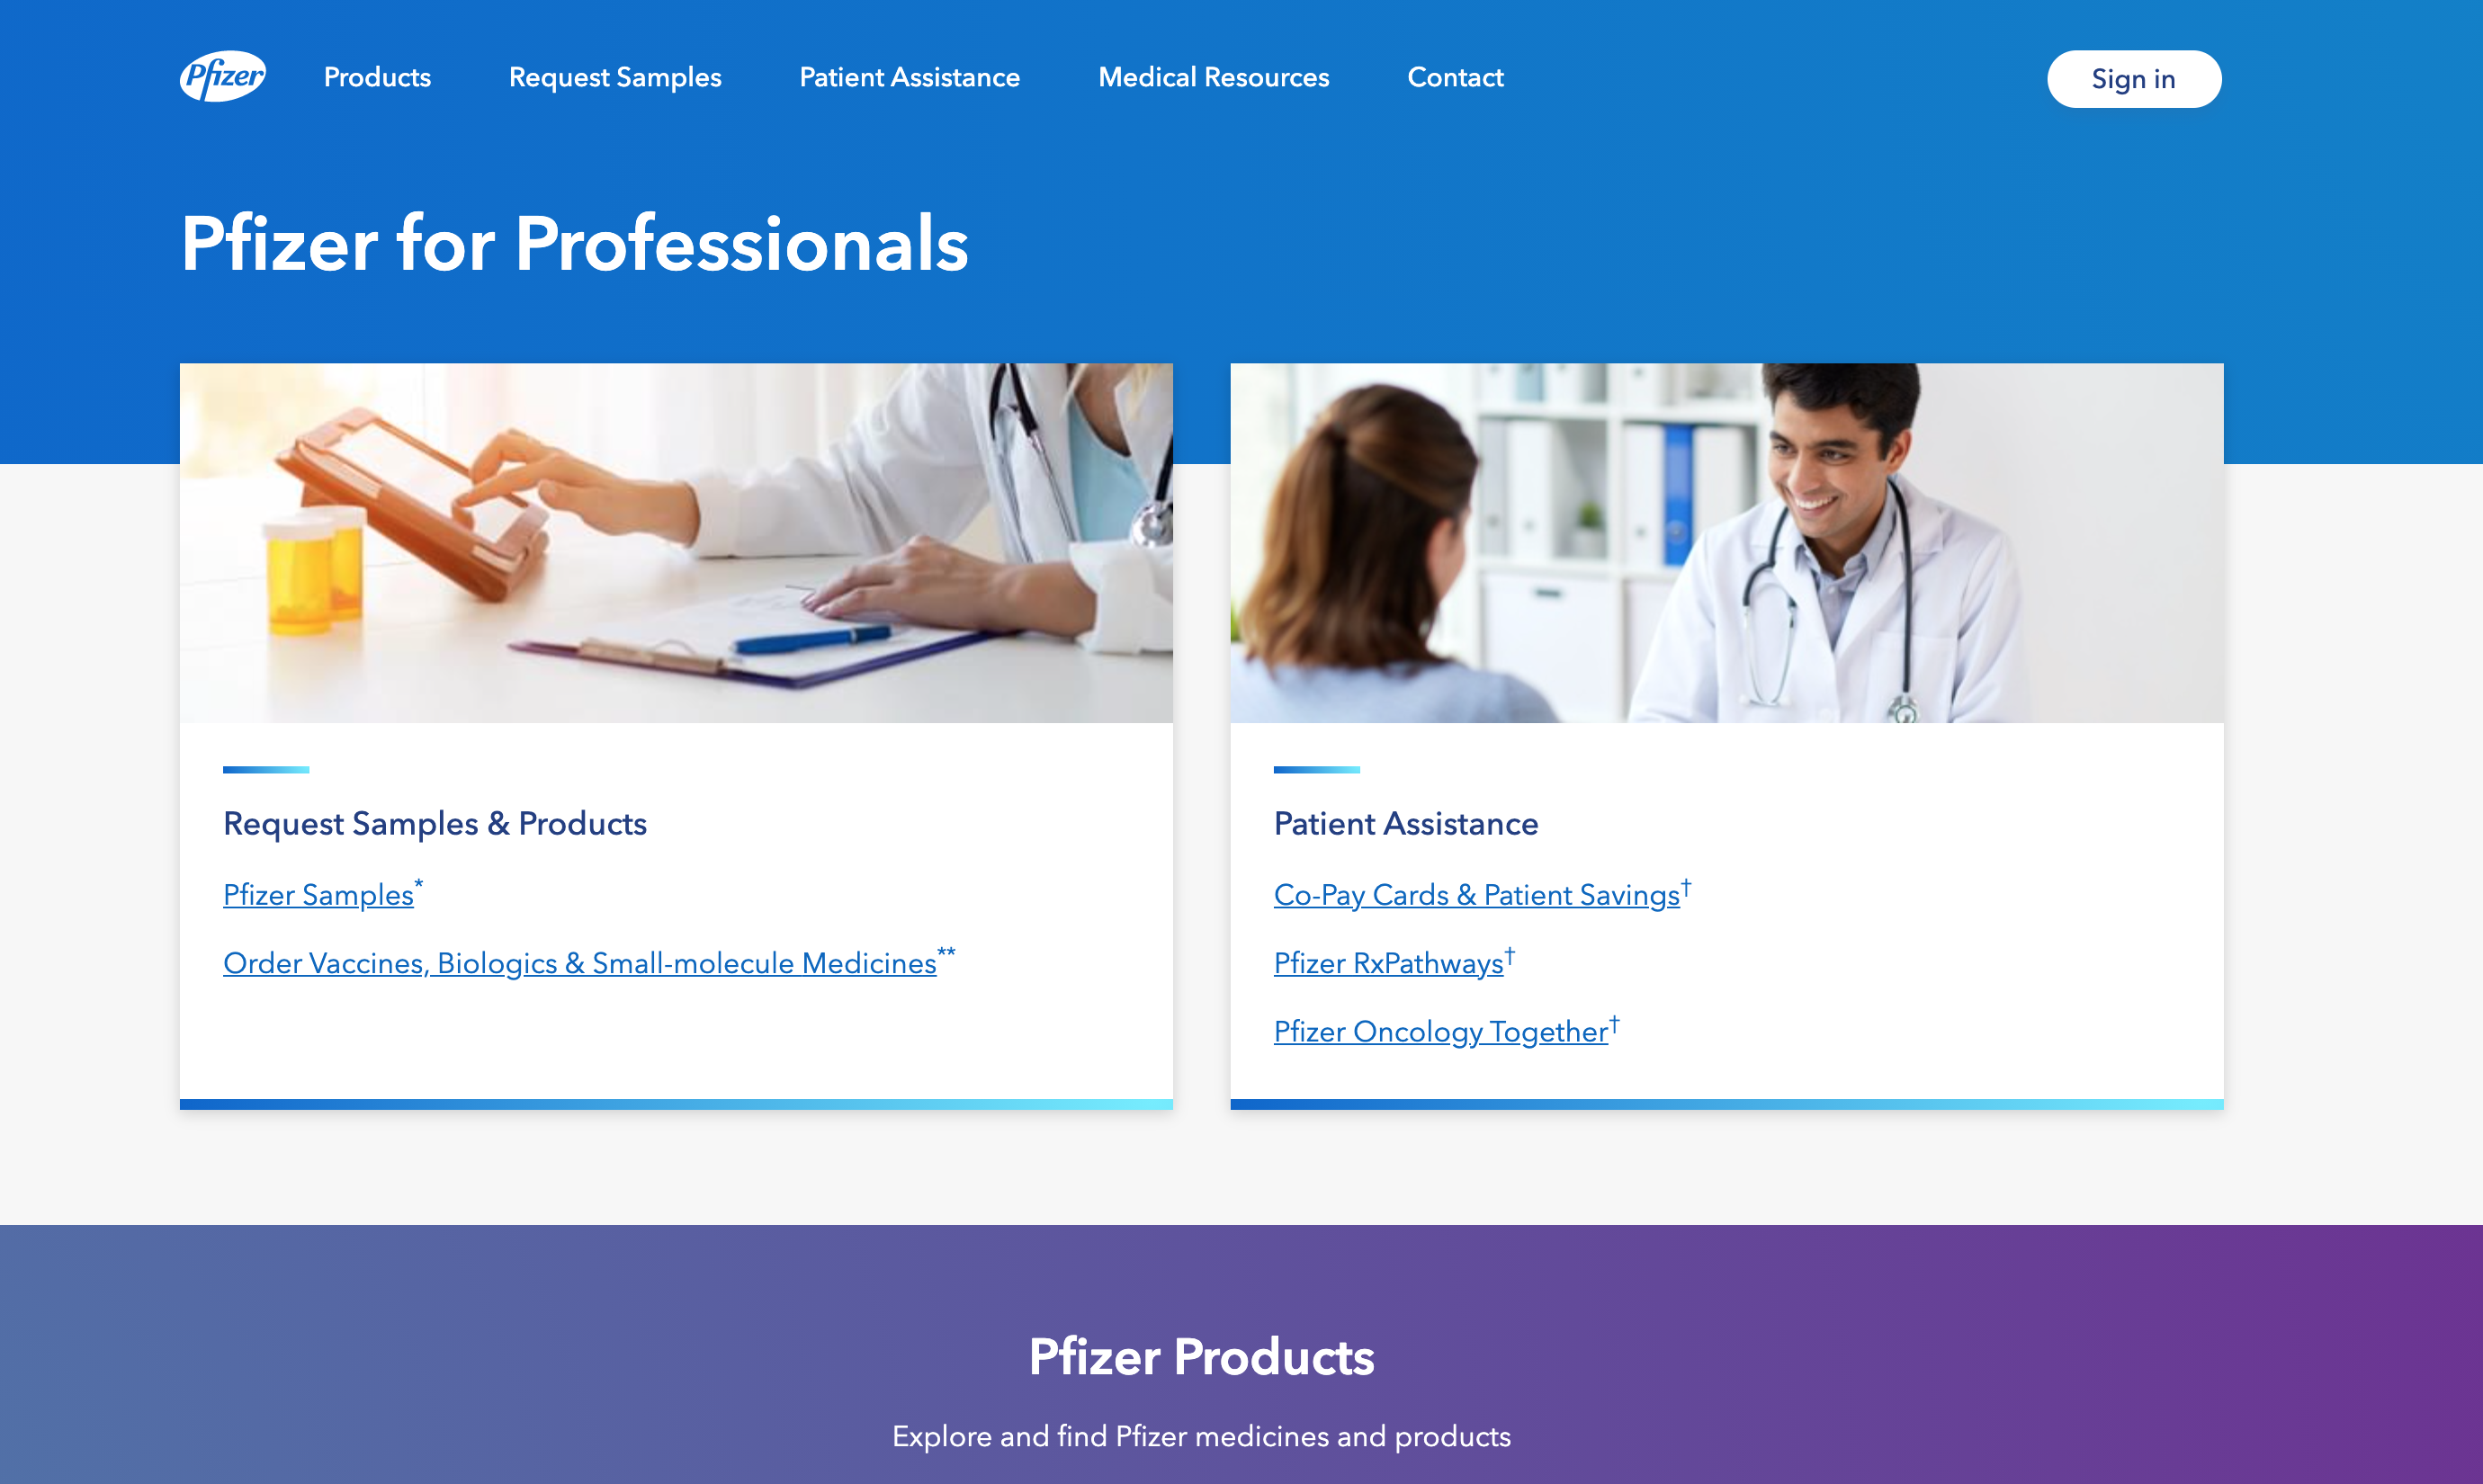 Pfizer
Products
Request Samples
Patient Assistance
Medical Resources
Contact
Sign in
Pfizer for Professionals
Request Samples & Products
Pfizer Samples*
Order Vaccines, Biologics & Small-molecule Medicines**
Patient Assistance
Co-Pay Cards & Patient Savings†
Pfizer RxPathways†
Pfizer Oncology Together†
Pfizer Products
Explore and find Pfizer medicines and products